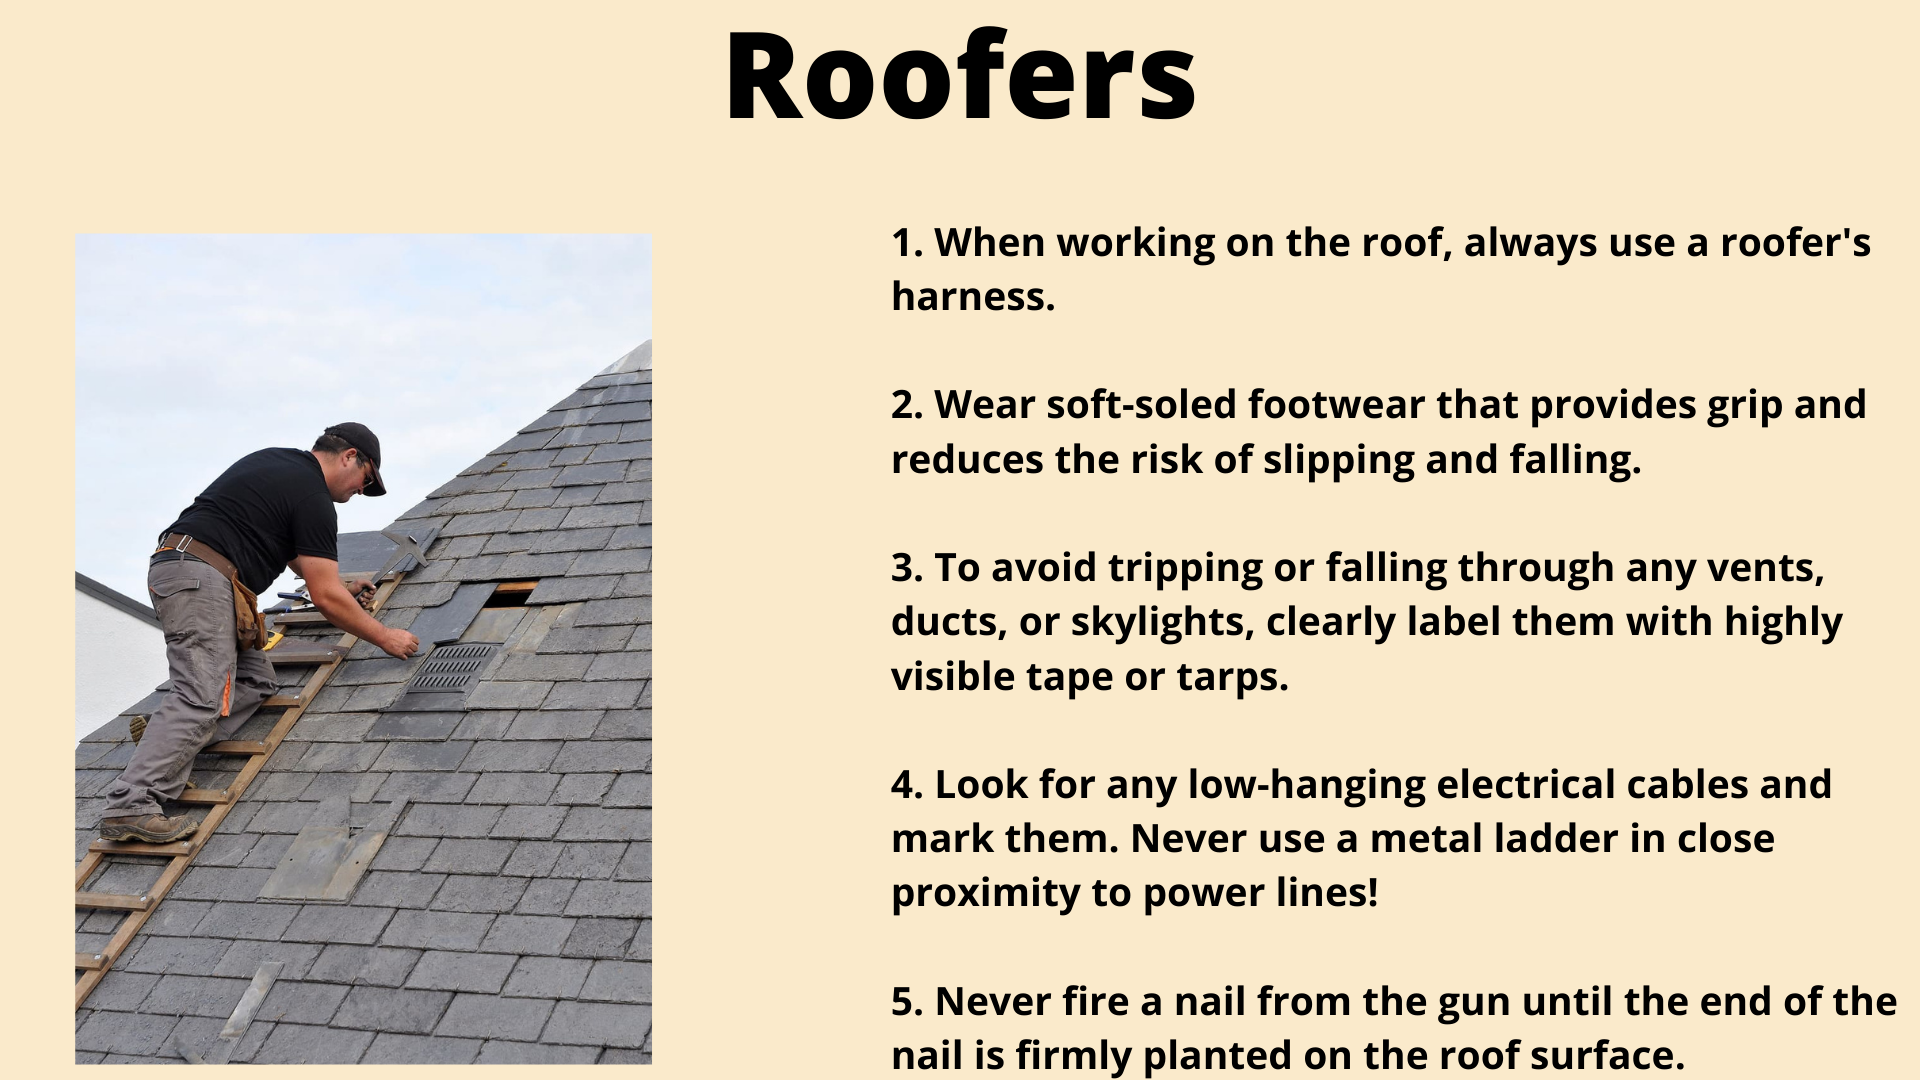 Roofers
1. When working on the roof, always use a roofer's
harness.
2. Wear soft-soled footwear that provides grip and
reduces the risk of slipping and falling.
3. To avoid tripping or falling through any vents,
ducts, or skylights, clearly label them with highly
visible tape or tarps.
4. Look for any low-hanging electrical cables and
mark them. Never use a metal ladder in close
proximity to power lines!
5. Never fire a nail from the gun until the end of the
nail is firmly planted on the roof surface.